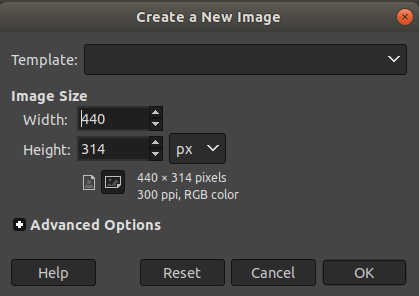 Create a New Image
Template:
Image Size
Width: 440
Height: 314 px
440 × 314 pixels
300 ppi, RGB color
Advanced Options
Help Reset Cancel OK